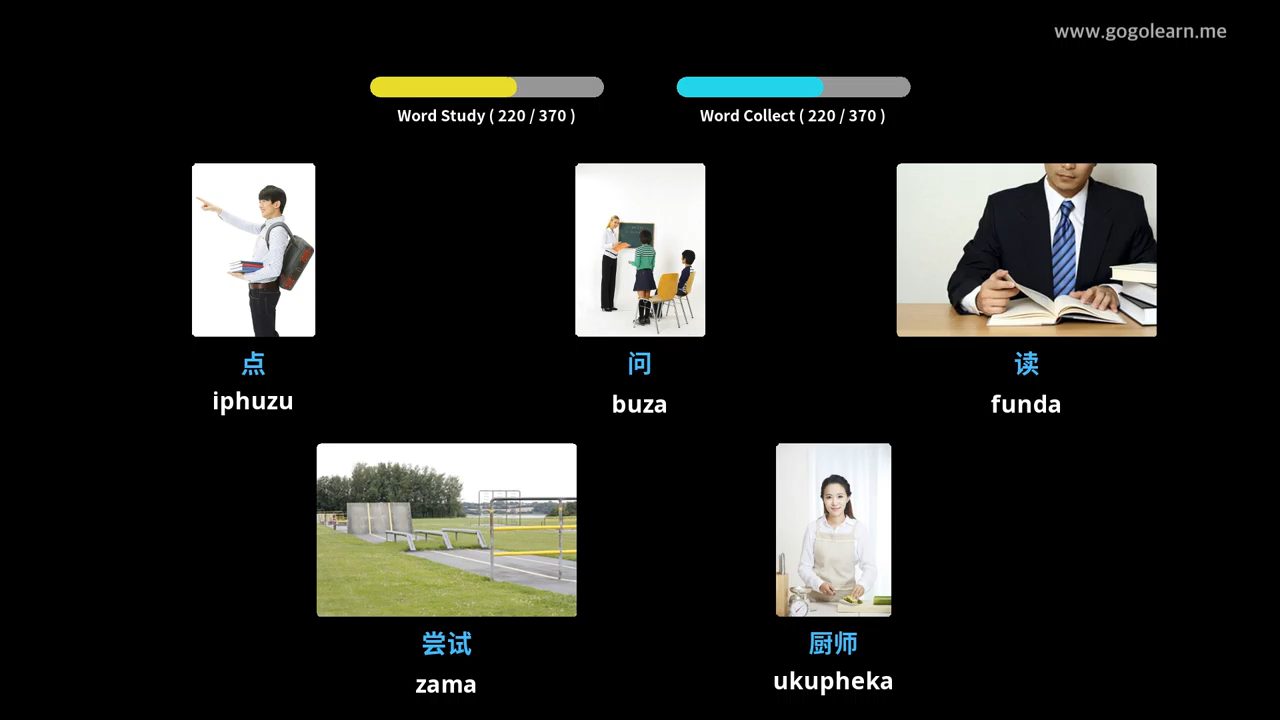 www.gogolearn.me
Word Study ( 220 / 370 )
Word Collect ( 220 / 370 )
点
iphuzu
问
buza
读
funda
尝试
zama
厨师
ukupheka